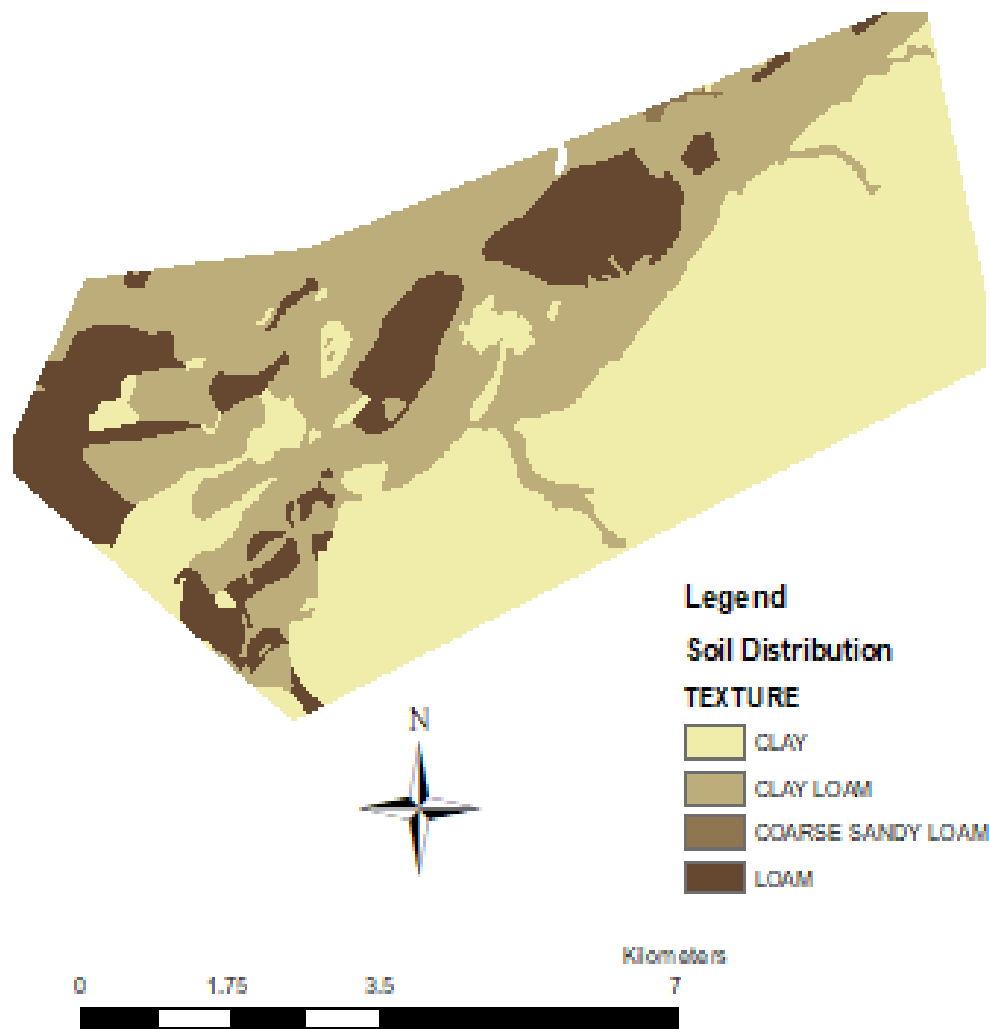 Legend
Soil Distribution
TEXTURE
CLAY
CLAY LOAM
COARSE SANDY LOAM
LOAM
N
Kilometers
0 1.75 3.5 7